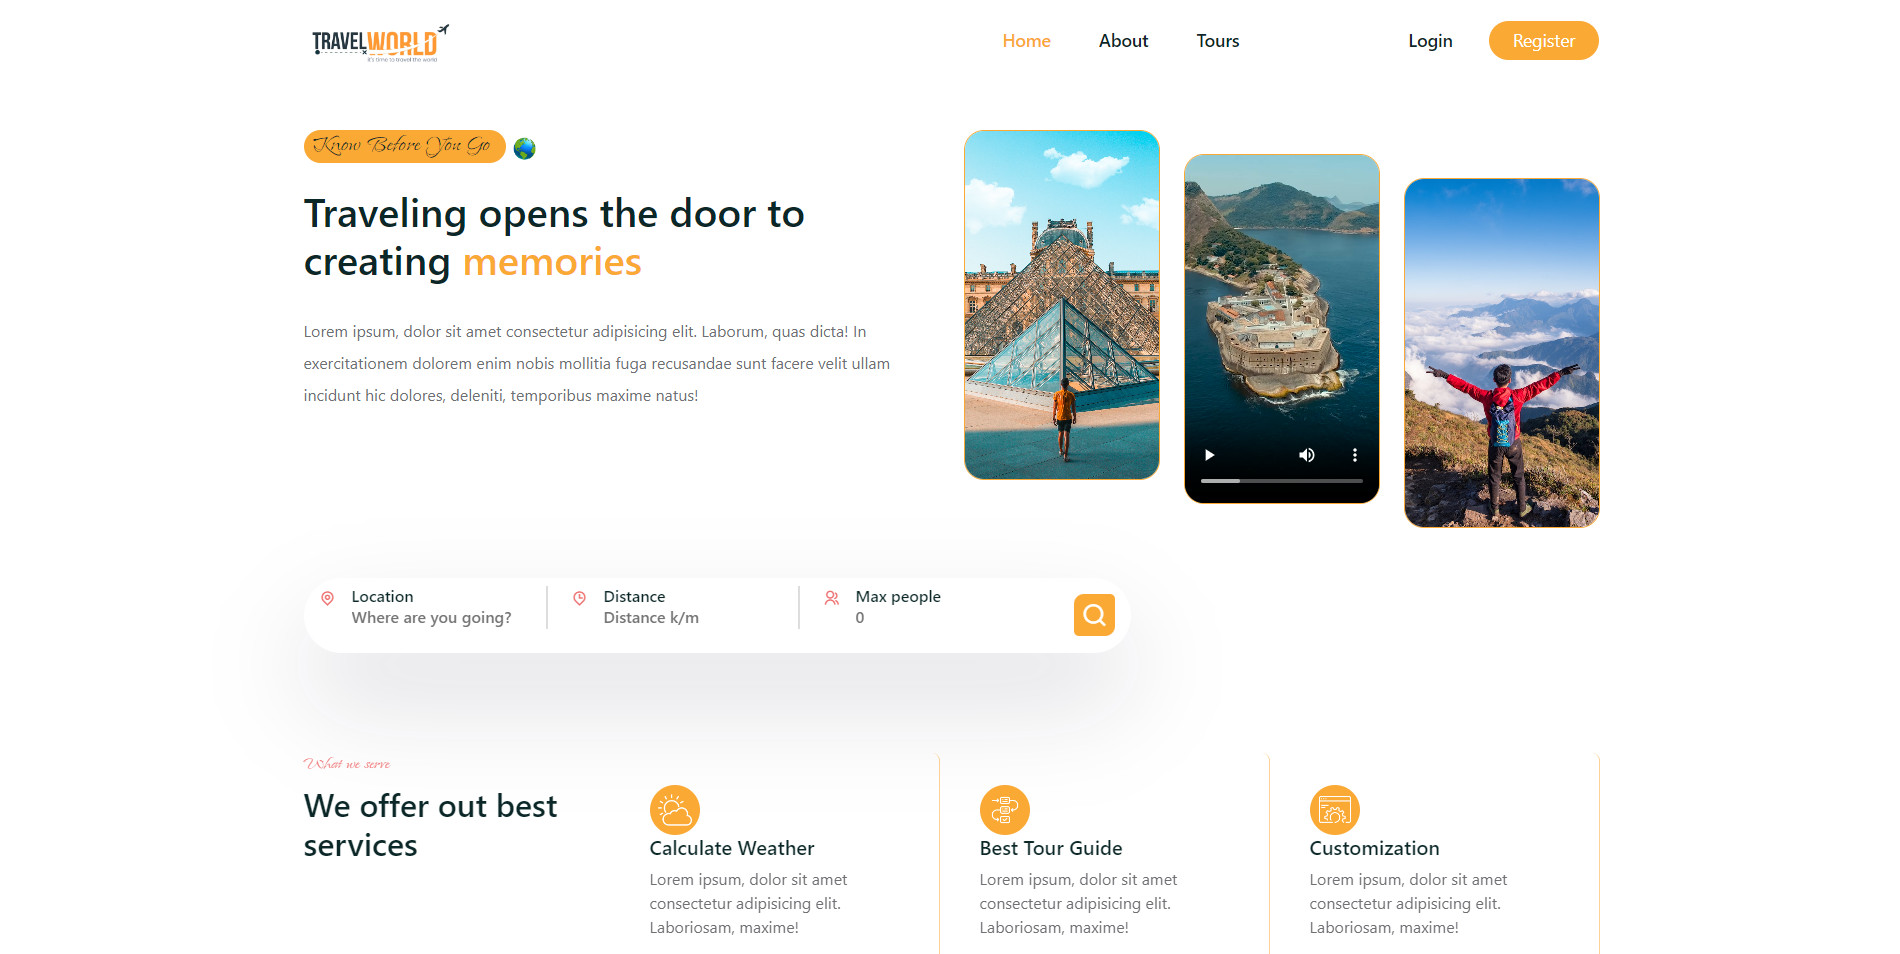 TRAVELWORLD
It's time to travel the world
Home
About
Tours
Login
Register
Know Before You Go
Traveling opens the door to
creating memories
Lorem ipsum, dolor sit amet consectetur adipisicing elit. Laborum, quas dicta! In
exercitationem dolorem enim nobis mollitia fuga recusandae sunt facere velit ullam
incidunt hic dolores, deleniti, temporibus maxime natus!
Location
Where are you going?
Distance
Distance k/m
Max people
0
What we serve
We offer out best
services
Calculate Weather
Lorem ipsum, dolor sit amet
consectetur adipisicing elit.
Laboriosam, maxime!
Best Tour Guide
Lorem ipsum, dolor sit amet
consectetur adipisicing elit.
Laboriosam, maxime!
Customization
Lorem ipsum, dolor sit amet
consectetur adipisicing elit.
Laboriosam, maxime!